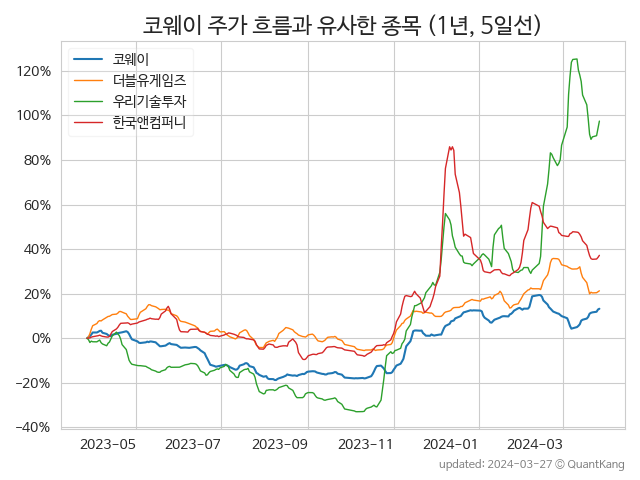 코웨이 주가 흐름과 유사한 종목 (1년, 5일선)
코웨이
더블유게임즈
우리기술투자
한국앤컴퍼니
120%
100%
80%
60%
40%
20%
0%
−20%
−40%
2023-05 2023-07 2023-09 2023-11 2024-01 2024-03
updated: 2024-03-27 © QuantKang